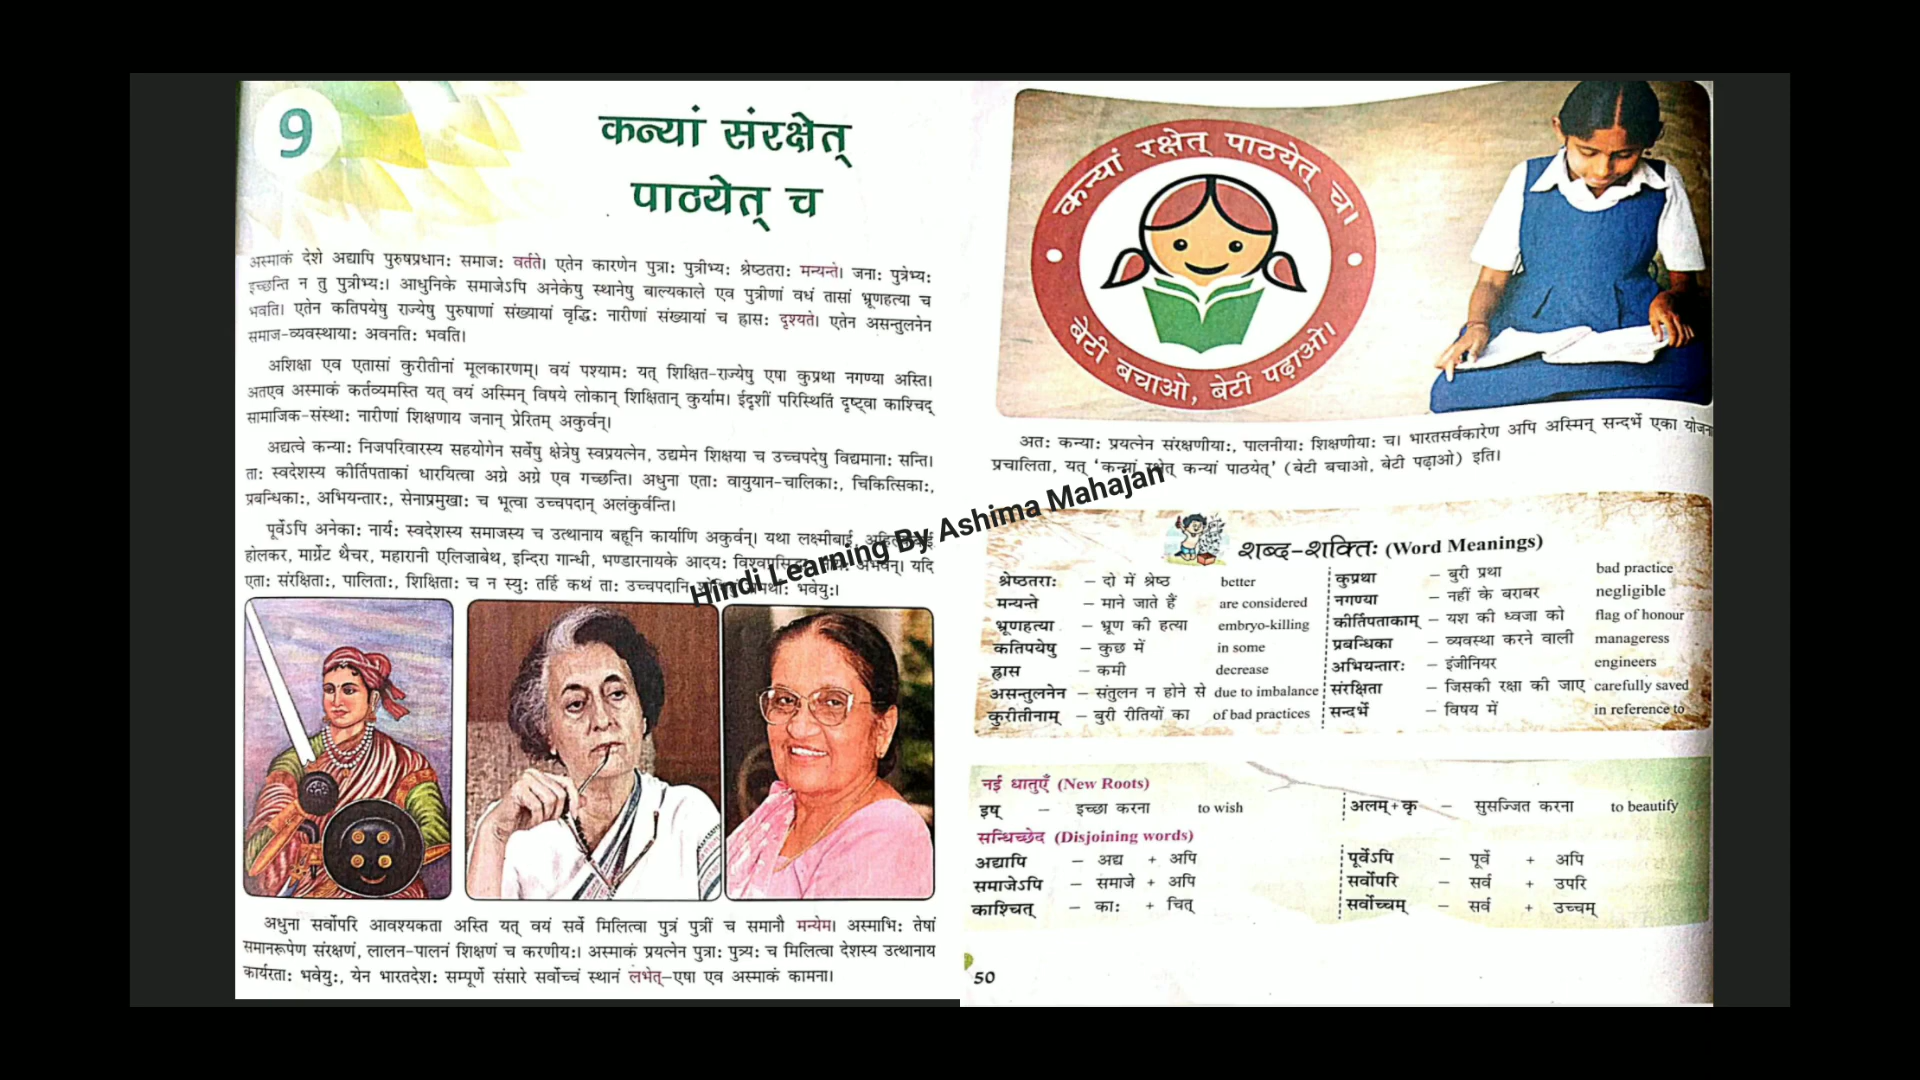 9
कन्यां संरक्षेत्
पाठयेत् च
अस्माकं देशे अद्यापि पुरुषप्रधानः समाजः वर्तते। एतेन कारणेन पुत्राः पुत्रीभ्यः श्रेष्ठतराः मन्यन्ते। जनाः पुत्रेभ्यः
इच्छन्ति न तु पुत्रीभ्यः। आधुनिके समाजेऽपि अनेकेषु स्थानेषु बाल्यकाले एव पुत्रीणां वधं तासां भ्रूणहत्या च
भवति। एतेन कतिपयेषु राज्येषु पुरुषाणां संख्यायां वृद्धिः नारीणां संख्यायां च ह्रासः दृश्यते। एतेन असन्तुलनेन
समाज-व्यवस्थायाः अवनतिः भवति।
अशिक्षा एव एतासां कुरीतीनां मूलकारणम्। वयं पश्यामः यत् शिक्षित-राज्येषु एषा कुप्रथा नगण्या अस्ति।
अतएव अस्माकं कर्तव्यमस्ति यत् वयं अस्मिन् विषये लोकान् शिक्षितान् कुर्याम। ईदृशीं परिस्थितिं दृष्ट्वा काश्चिद्
सामाजिक-संस्थाः नारीणां शिक्षणाय जनान् प्रेरितम् अकुर्वन्।
अद्यत्वे कन्याः निजपरिवारस्य सहयोगेन सर्वेषु क्षेत्रेषु स्वप्रयत्नेन, उद्यमेन शिक्षया च उच्चपदेषु विद्यमानाः सन्ति।
ताः स्वदेशस्य कीर्तिपताकां धारयित्वा अग्रे अग्रे एव गच्छन्ति। अधुना एताः वायुयान-चालिकाः, चिकित्सिकाः,
प्रबन्धिकाः, अभियन्तारः, सेनाप्रमुखाः च भूत्वा उच्चपदान् अलंकुर्वन्ति।
पूर्वेऽपि अनेकाः नार्यः स्वदेशस्य समाजस्य च उत्थानाय बहूनि कार्याणि अकुर्वन्। यथा लक्ष्मीबाई,
होलकर, मार्ग्रेट थैचर, महारानी एलिज़ाबेथ, इन्दिरा गान्धी, भण्डारनायके आदयः अभवन्। यदि
एताः संरक्षिताः, पालिताः, शिक्षिताः च न स्युः तर्हि कथं ताः उच्चपदानि भवेयुः।
अधुना सर्वोपरि आवश्यकता अस्ति यत् वयं सर्वे मिलित्वा पुत्रं पुत्रीं च समानौ मन्येम। अस्माभिः तेषां
समानरूपेण संरक्षणं, लालन-पालनं शिक्षणं च करणीयः। अस्माकं प्रयत्नेन पुत्राः पुत्र्यः च मिलित्वा देशस्य उत्थानाय
कार्यरताः भवेयुः, येन भारतदेशः सम्पूर्णे संसारे सर्वोच्चं स्थानं लभेत्–एषा एव अस्माकं कामना।
Hindi Learning By Ashima Mahajan
कन्यां रक्षेत् पाठयेत् च।
बेटी बचाओ, बेटी पढ़ाओ।
अतः कन्याः प्रयत्नेन संरक्षणीयाः, पालनीयाः शिक्षणीयाः च। भारतसर्वकारेण अपि अस्मिन् सन्दर्भे एका योजना
प्रचालिता, यत् ‘कन्यां रक्षेत् कन्यां पाठयेत्’ (बेटी बचाओ, बेटी पढ़ाओ) इति।
शब्द-शक्तिः (Word Meanings)
श्रेष्ठतराः – दो में श्रेष्ठ better
मन्यन्ते – माने जाते हैं are considered
भ्रूणहत्या – भ्रूण की हत्या embryo-killing
कतिपयेषु – कुछ में in some
ह्रास – कमी decrease
असन्तुलनेन – संतुलन न होने से due to imbalance
कुरीतीनाम् – बुरी रीतियों का of bad practices
कुप्रथा – बुरी प्रथा bad practice
नगण्या – नहीं के बराबर negligible
कीर्तिपताकाम् – यश की ध्वजा को flag of honour
प्रबन्धिका – व्यवस्था करने वाली manageress
अभियन्तारः – इंजीनियर engineers
संरक्षिता – जिसकी रक्षा की जाए carefully saved
सन्दर्भे – विषय में in reference to
नई धातुएँ (New Roots)
इष् – इच्छा करना to wish
अलम्+कृ – सुसज्जित करना to beautify
सन्धिच्छेद (Disjoining words)
अद्यापि – अद्य + अपि
समाजेऽपि – समाजे + अपि
काश्चित् – काः + चित्
पूर्वेऽपि – पूर्वे + अपि
सर्वोपरि – सर्व + उपरि
सर्वोच्चम् – सर्व + उच्चम्
50